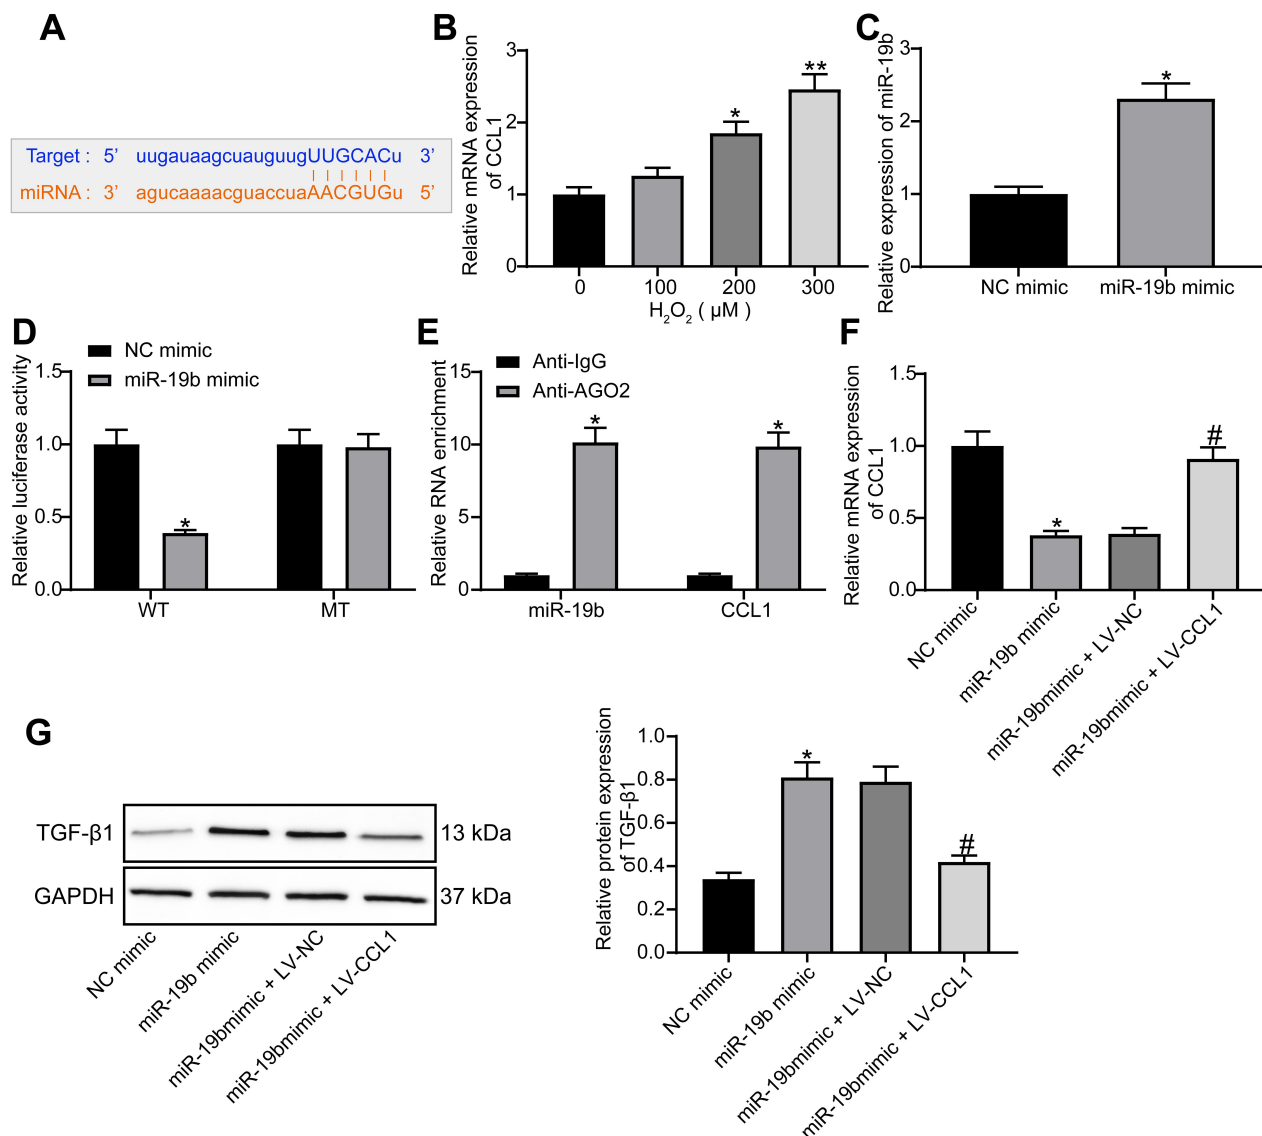 A
Target : 5’ uugauaagcuauguugUUGCACu 3’
miRNA : 3’ agucaaaacguaccuaAACGUGu 5’
B
Relative mRNA expression
of CCL1
3
2
1
0
*
**
0 100 200 300
H2O2 ( μM )
C
Relative expression of miR-19b
3
2
1
0
*
NC mimic miR-19b mimic
D
NC mimic
miR-19b mimic
Relative luciferase activity
1.5
1.0
0.5
0.0
*
WT MT
E
Anti-IgG
Anti-AGO2
Relative RNA enrichment
15
10
5
0
*
*
miR-19b CCL1
F
Relative mRNA expression
of CCL1
1.5
1.0
0.5
0.0
*
#
NC mimic
miR-19b mimic
miR-19bmimic + LV-NC
miR-19bmimic + LV-CCL1
G
TGF-β1 13 kDa
GAPDH 37 kDa
NC mimic
miR-19b mimic
miR-19bmimic + LV-NC
miR-19bmimic + LV-CCL1
Relative protein expression
of TGF-β1
1.0
0.8
0.6
0.4
0.2
0.0
*
#
NC mimic
miR-19b mimic
miR-19bmimic + LV-NC
miR-19bmimic + LV-CCL1